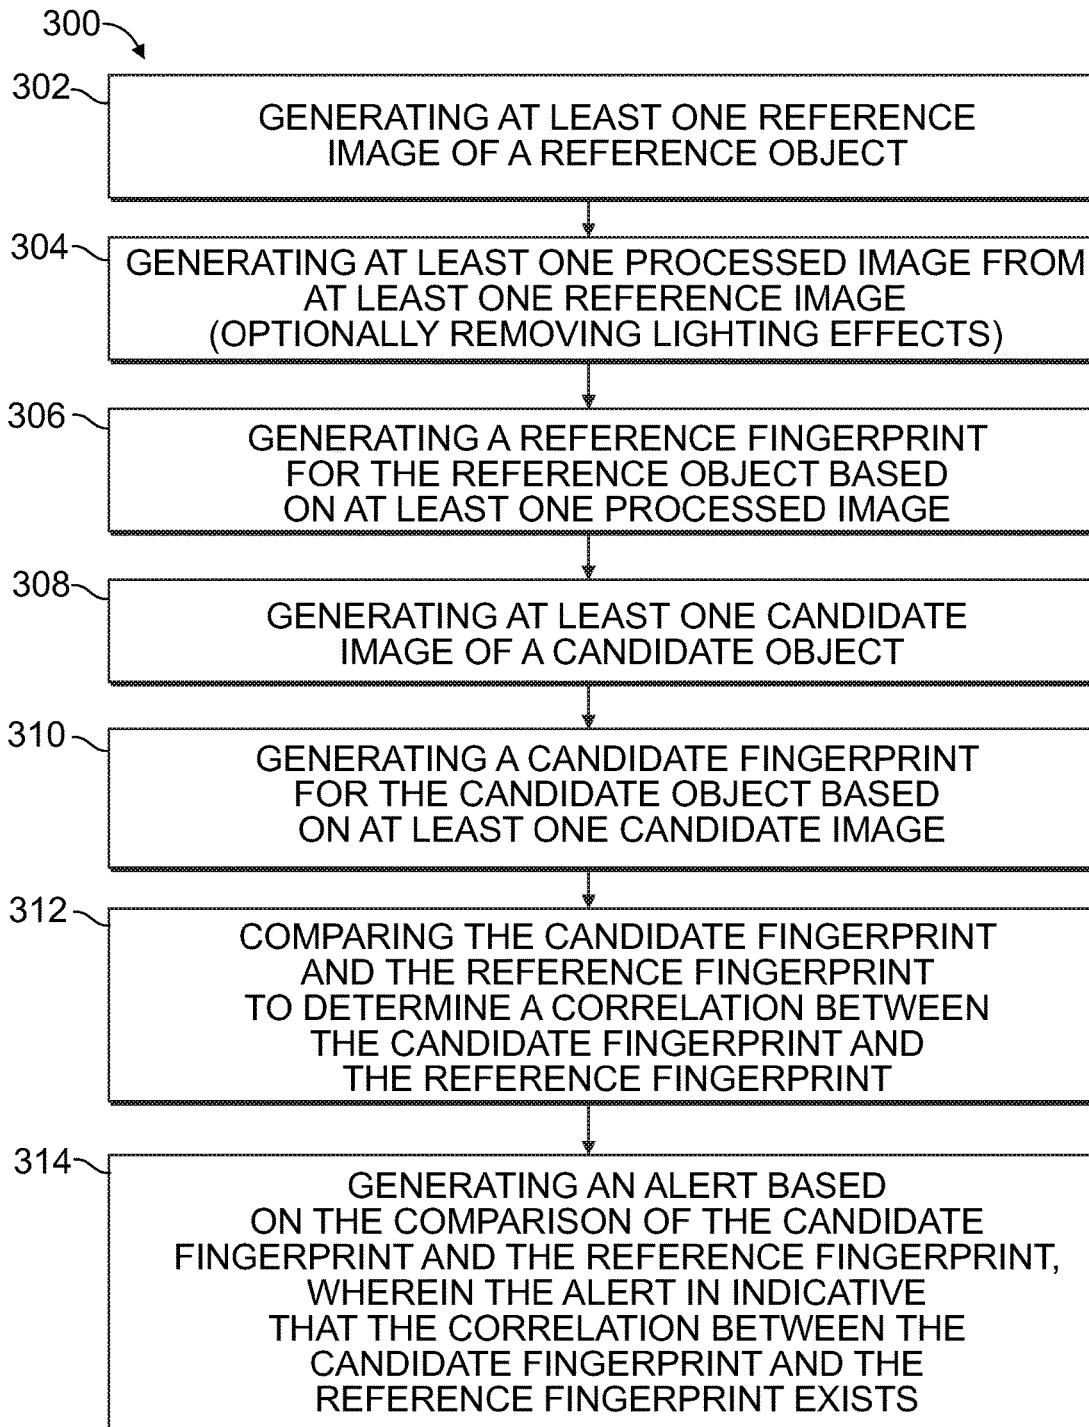 300
302
GENERATING AT LEAST ONE REFERENCE
IMAGE OF A REFERENCE OBJECT
304
GENERATING AT LEAST ONE PROCESSED IMAGE FROM
AT LEAST ONE REFERENCE IMAGE
(OPTIONALLY REMOVING LIGHTING EFFECTS)
306
GENERATING A REFERENCE FINGERPRINT
FOR THE REFERENCE OBJECT BASED
ON AT LEAST ONE PROCESSED IMAGE
308
GENERATING AT LEAST ONE CANDIDATE
IMAGE OF A CANDIDATE OBJECT
310
GENERATING A CANDIDATE FINGERPRINT
FOR THE CANDIDATE OBJECT BASED
ON AT LEAST ONE CANDIDATE IMAGE
312
COMPARING THE CANDIDATE FINGERPRINT
AND THE REFERENCE FINGERPRINT
TO DETERMINE A CORRELATION BETWEEN
THE CANDIDATE FINGERPRINT AND
THE REFERENCE FINGERPRINT
314
GENERATING AN ALERT BASED
ON THE COMPARISON OF THE CANDIDATE
FINGERPRINT AND THE REFERENCE FINGERPRINT,
WHEREIN THE ALERT IN INDICATIVE
THAT THE CORRELATION BETWEEN THE
CANDIDATE FINGERPRINT AND THE
REFERENCE FINGERPRINT EXISTS